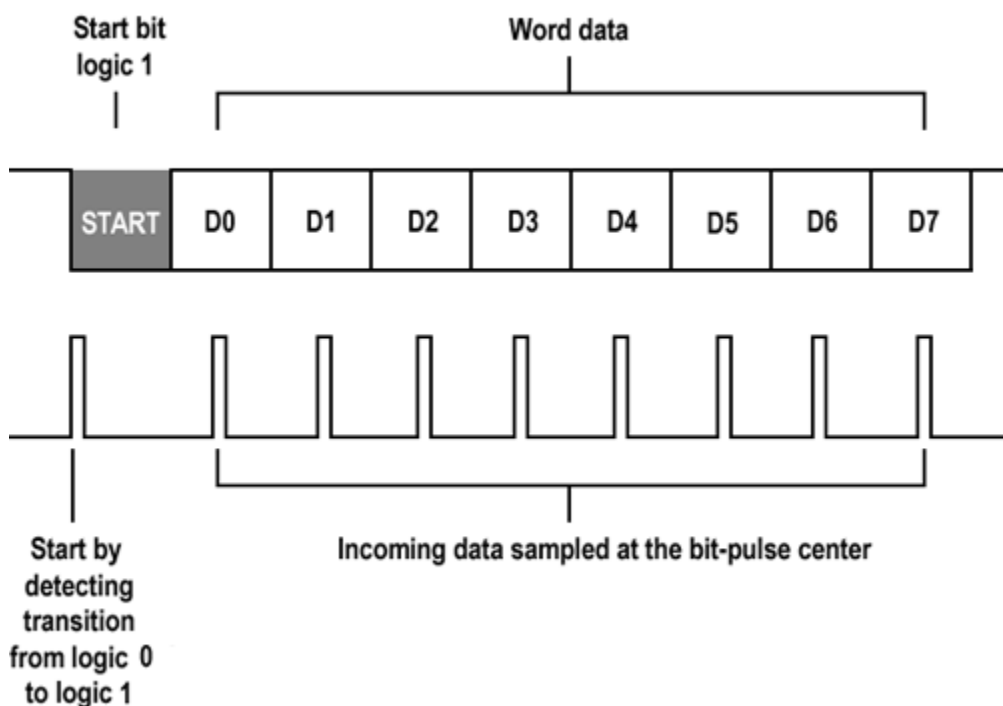 Start bit
logic 1
Word data
START D0 D1 D2 D3 D4 D5 D6 D7
Start by
detecting
transition
from logic 0
to logic 1
Incoming data sampled at the bit-pulse center